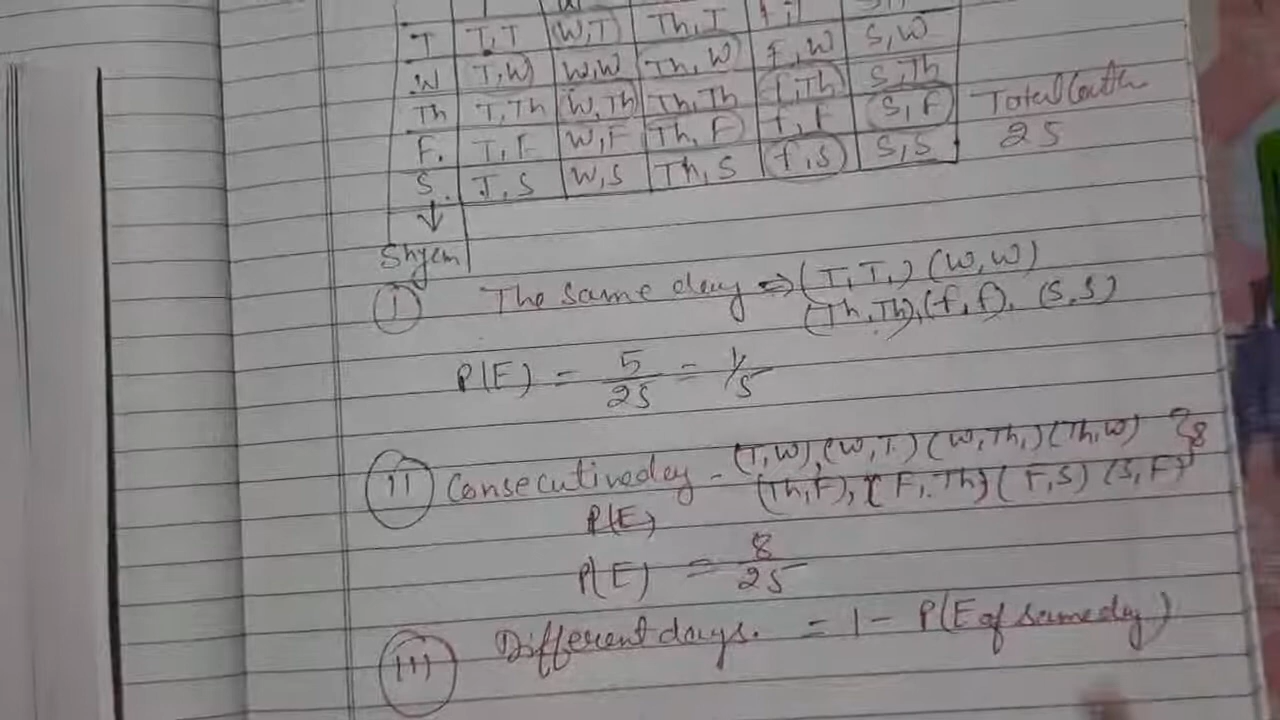 T T,T (W,T) Th,T
W T,W) W,W Th,W) F,W S,W
Th T,Th (W,Th) Th,Th (f,Th) S,Th
F. T,F W,F Th,F) f,F (S,F) Total
S. T,S W,S Th,S (f,S) S,S 25
↓
Shyam
(I) The same day ⇒ (T,T,) (W,W)
(Th,Th), (f,f), (S,S)
P(E) = 5/25 = 1/5
(II) Consecutive day - (T,W), (W,T) (W,Th,) (Th,W) }8
(Th,F), (F, Th) (F,S) (S,F)
P(E)
P(E) = 8/25
(III) Different days. = 1 - P(E of same day)